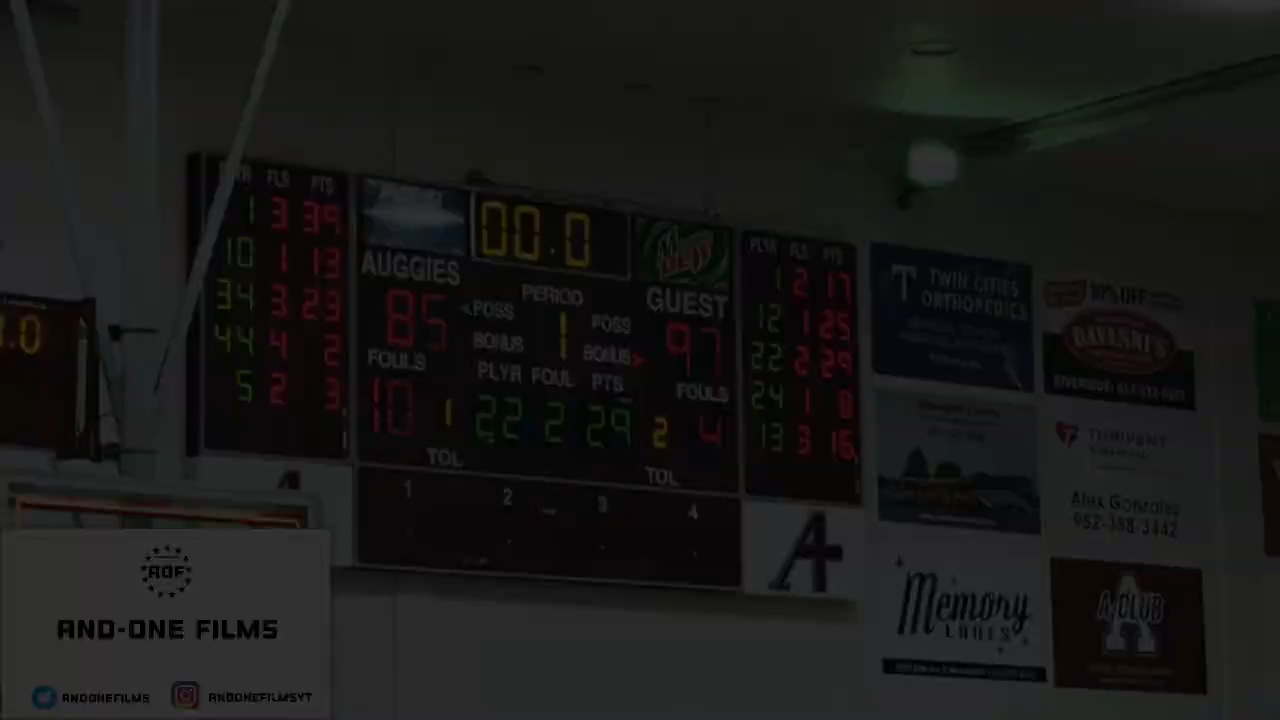 PLYR FLS PTS
1 3 39
10 1 13
34 3 23
44 4 2
5 2 3
00.0
AUGGIES
85
FOULS
10
1
TOL
PERIOD
1
POSS
POSS
BONUS
BONUS
PLYR FOUL PTS
22 2 29
GUEST
97
FOULS
4
2
TOL
1 2 3 4
PLYR FLS PTS
1 2 17
12 1 25
22 2 29
24 1 0
13 3 16
.0
A
A
TWIN CITIES
ORTHOPEDICS
DAVANNI'S
THRIVENT
Alex Gonzalez
952-388-3442
Memory
LANES
A-CLUB
AOF
AND-ONE FILMS
ANDONEFILMS
ANDONEFILMSYT